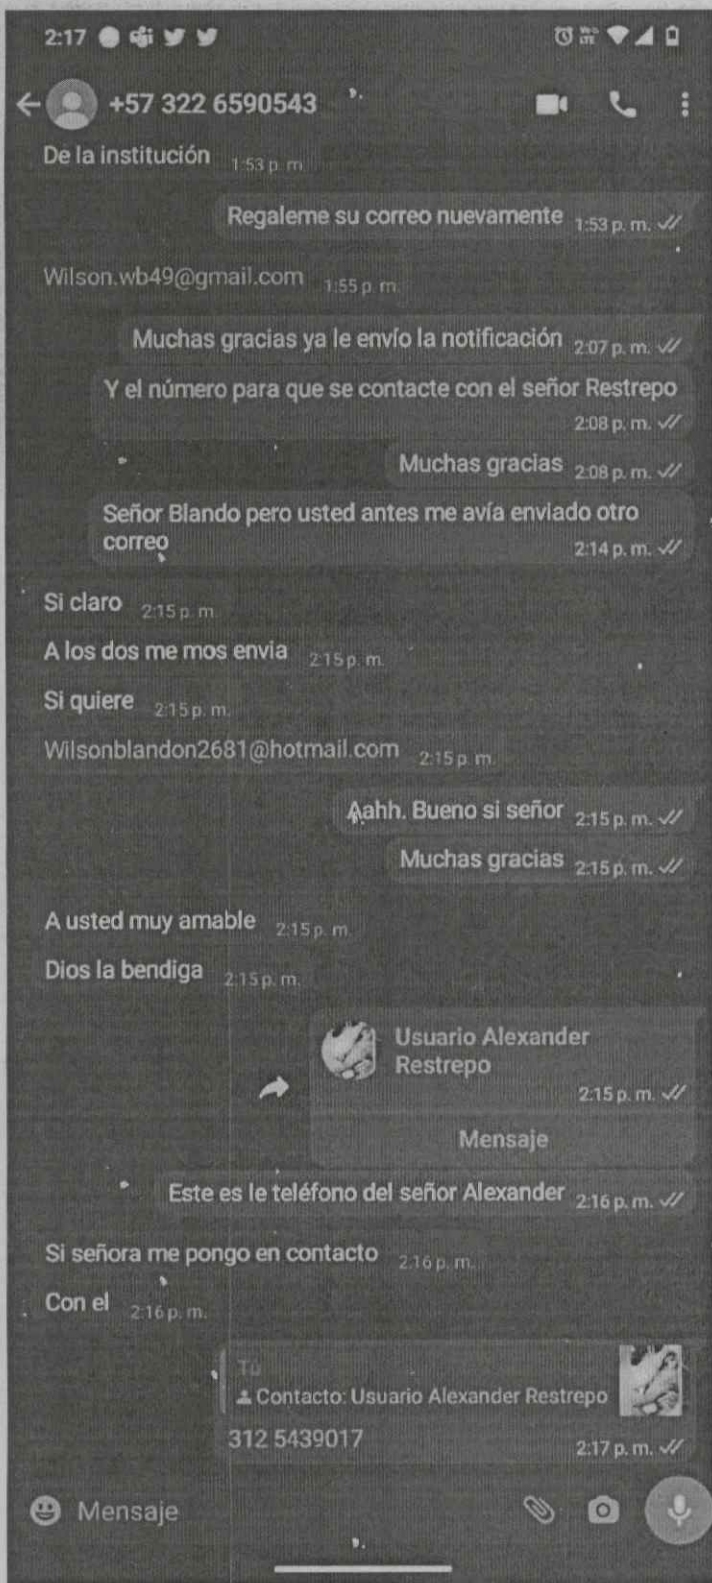 2:17
+57 322 6590543
De la institución 1:53 p. m.
Regaleme su correo nuevamente 1:53 p. m.
Wilson.wb49@gmail.com 1:55 p. m.
Muchas gracias ya le envío la notificación 2:07 p. m.
Y el número para que se contacte con el señor Restrepo
2:08 p. m.
Muchas gracias 2:08 p. m.
Señor Blando pero usted antes me avía enviado otro
correo 2:14 p. m.
Si claro 2:15 p. m.
A los dos me mos envia 2:15 p. m.
Si quiere 2:15 p. m.
Wilsonblandon2681@hotmail.com 2:15 p. m.
Aahh. Bueno si señor 2:15 p. m.
Muchas gracias 2:15 p. m.
A usted muy amable 2:15 p. m.
Dios la bendiga 2:15 p. m.
Usuario Alexander
Restrepo
2:15 p. m.
Mensaje
Este es le teléfono del señor Alexander 2:16 p. m.
Si señora me pongo en contacto 2:16 p. m.
Con el 2:16 p. m.
Tú
Contacto: Usuario Alexander Restrepo
312 5439017 2:17 p. m.
Mensaje